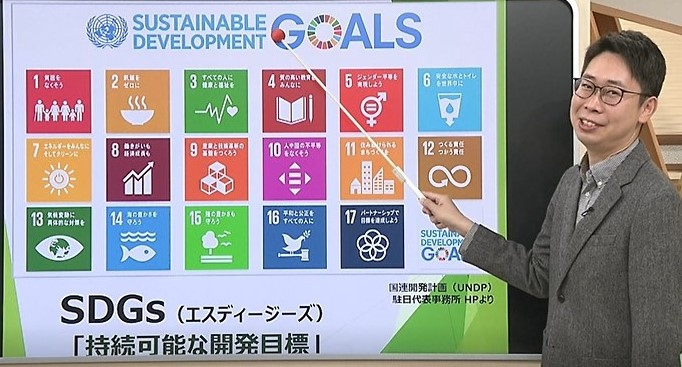 SUSTAINABLE
DEVELOPMENT
GOALS
1 貧困を
なくそう
2 飢餓を
ゼロに
3 すべての人に
健康と福祉を
4 質の高い教育を
みんなに
5 ジェンダー平等を
実現しよう
6 安全な水とトイレ
を世界中に
7 エネルギーをみんなに
そしてクリーンに
8 働きがいも
経済成長も
9 産業と技術革新の
基盤をつくろう
10 人や国の不平等
をなくそう
11 住み続けられる
まちづくりを
12 つくる責任
つかう責任
13 気候変動に
具体的な対策を
14 海の豊かさを
守ろう
15 陸の豊かさも
守ろう
16 平和と公正を
すべての人に
17 パートナーシップで
目標を達成しよう
SUSTAINAB
DEVELOPM
GOA
国連開発計画（UNDP）
駐日代表事務所 HPより
SDGs（エスディージーズ）
「持続可能な開発目標」